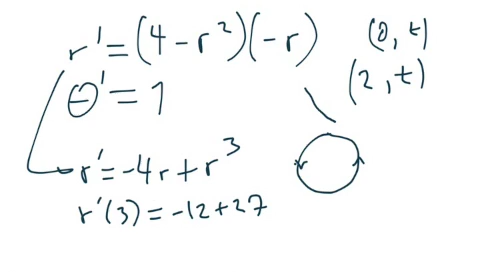 r' = (4 - r²)(-r)
θ' = 1
(0, t)
(2, t)
r' = -4r + r³
r'(3) = -12 + 27